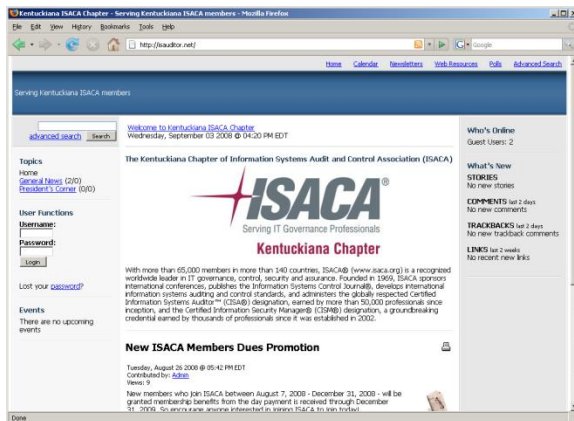 Kentuckiana ISACA Chapter - Serving Kentuckiana ISACA members - Mozilla Firefox
File Edit View History Bookmarks Tools Help
http://isauditor.net/
Google
Home Calendar Newsletters Web Resources Polls Advanced Search
Serving Kentuckiana ISACA members
advanced search Search
Topics
Home
General News (2/0)
President's Corner (0/0)
User Functions
Username:
Password:
Login
Lost your password?
Events
There are no upcoming
events
Welcome to Kentuckiana ISACA Chapter
Wednesday, September 03 2008 @ 04:20 PM EDT
The Kentuckiana Chapter of Information Systems Audit and Control Association (ISACA)
ISACA®
Serving IT Governance Professionals
Kentuckiana Chapter
With more than 65,000 members in more than 140 countries, ISACA® (www.isaca.org) is a recognized
worldwide leader in IT governance, control, security and assurance. Founded in 1969, ISACA sponsors
international conferences, publishes the Information Systems Control Journal®, develops international
information systems auditing and control standards, and administers the globally respected Certified
Information Systems Auditor™ (CISA®) designation, earned by more than 50,000 professionals since
inception, and the Certified Information Security Manager® (CISM®) designation, a groundbreaking
credential earned by thousands of professionals since it was established in 2002.
New ISACA Members Dues Promotion
Tuesday, August 26 2008 @ 05:42 PM EDT
Contributed by: Admin
Views: 9
New members who join ISACA between August 7, 2008 - December 31, 2008 - will be
granted membership benefits from the day payment is received through December
31, 2009. So encourage anyone interested in joining ISACA to join today!
Who's Online
Guest Users: 2
What's New
STORIES
No new stories
COMMENTS last 2 days
No new comments
TRACKBACKS last 2 days
No new trackback comments
LINKS last 2 weeks
No recent new links
Done